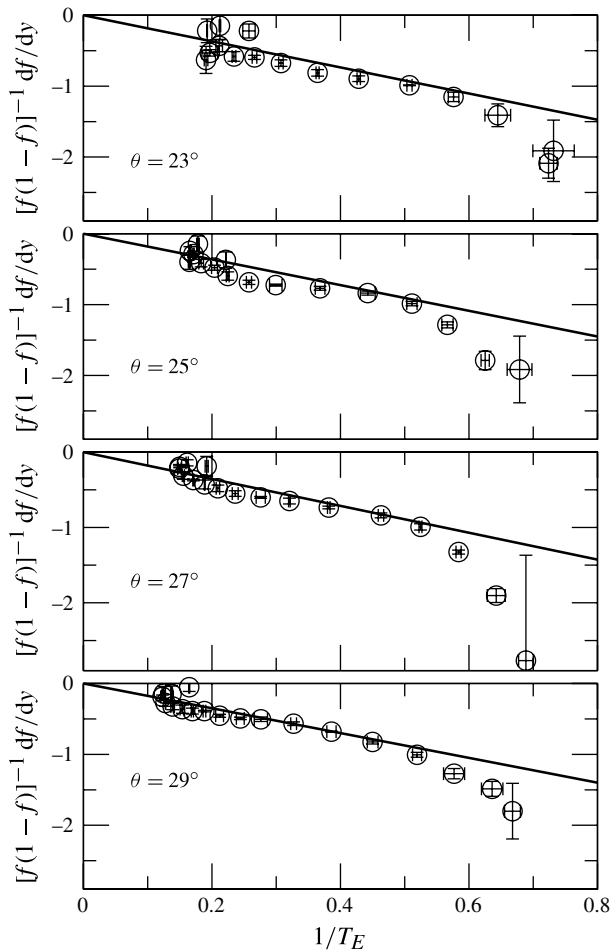 0
−1
−2
[f(1 − f)]⁻¹ df/dy
θ = 23°
0
−1
−2
[f(1 − f)]⁻¹ df/dy
θ = 25°
0
−1
−2
[f(1 − f)]⁻¹ df/dy
θ = 27°
0
−1
−2
[f(1 − f)]⁻¹ df/dy
θ = 29°
0 0.2 0.4 0.6 0.8
1/T_E